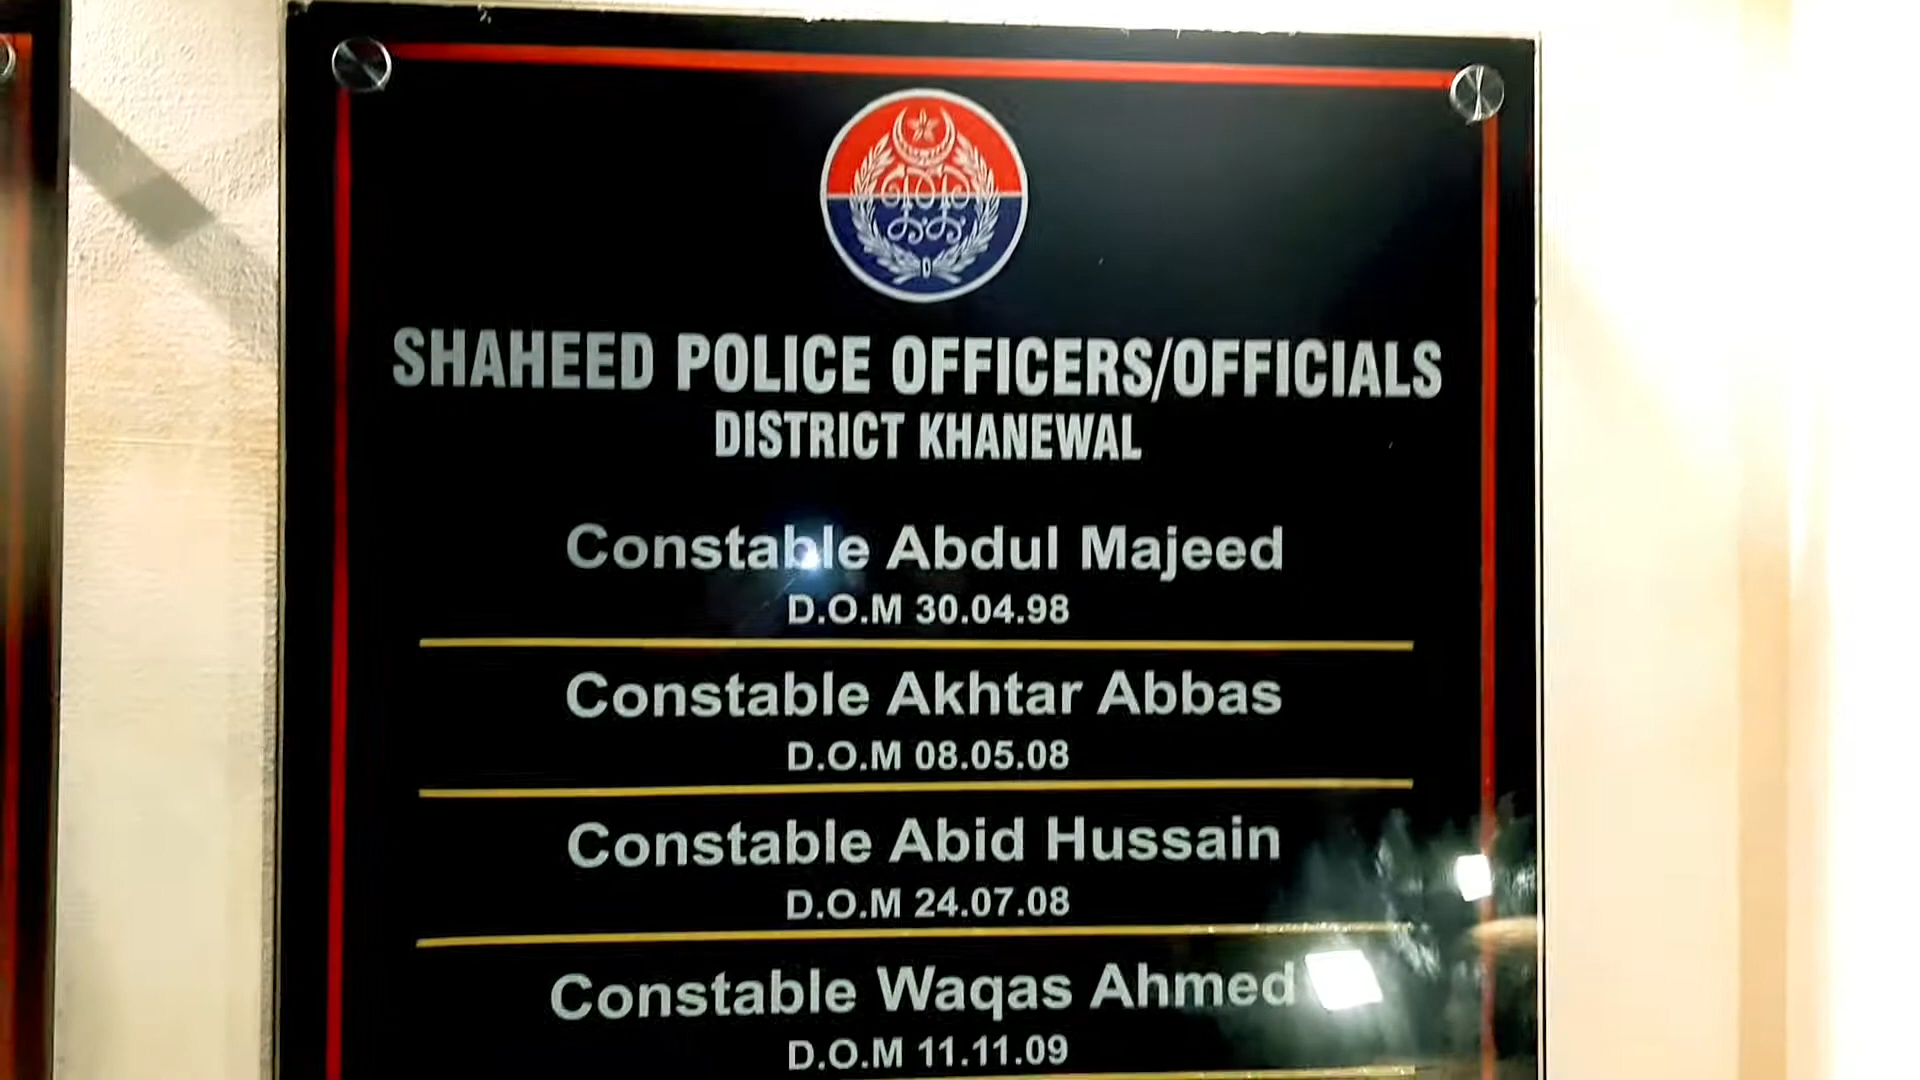 SHAHEED POLICE OFFICERS/OFFICIALS
DISTRICT KHANEWAL
Constable Abdul Majeed
D.O.M 30.04.98
Constable Akhtar Abbas
D.O.M 08.05.08
Constable Abid Hussain
D.O.M 24.07.08
Constable Waqas Ahmed
D.O.M 11.11.09